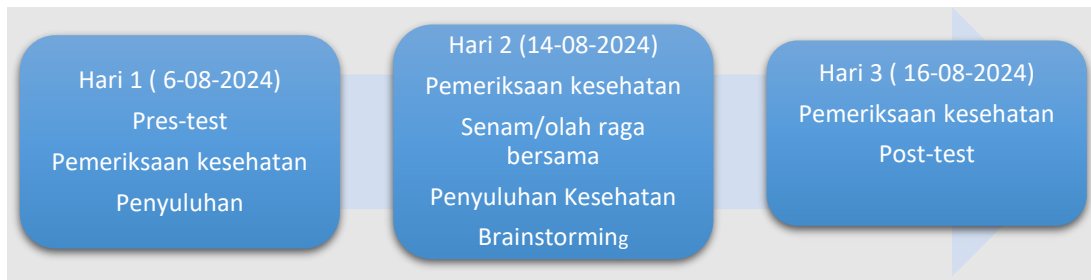 Hari 1 ( 6-08-2024)
Pres-test
Pemeriksaan kesehatan
Penyuluhan
Hari 2 (14-08-2024)
Pemeriksaan kesehatan
Senam/olah raga
bersama
Penyuluhan Kesehatan
Brainstorming
Hari 3 ( 16-08-2024)
Pemeriksaan kesehatan
Post-test